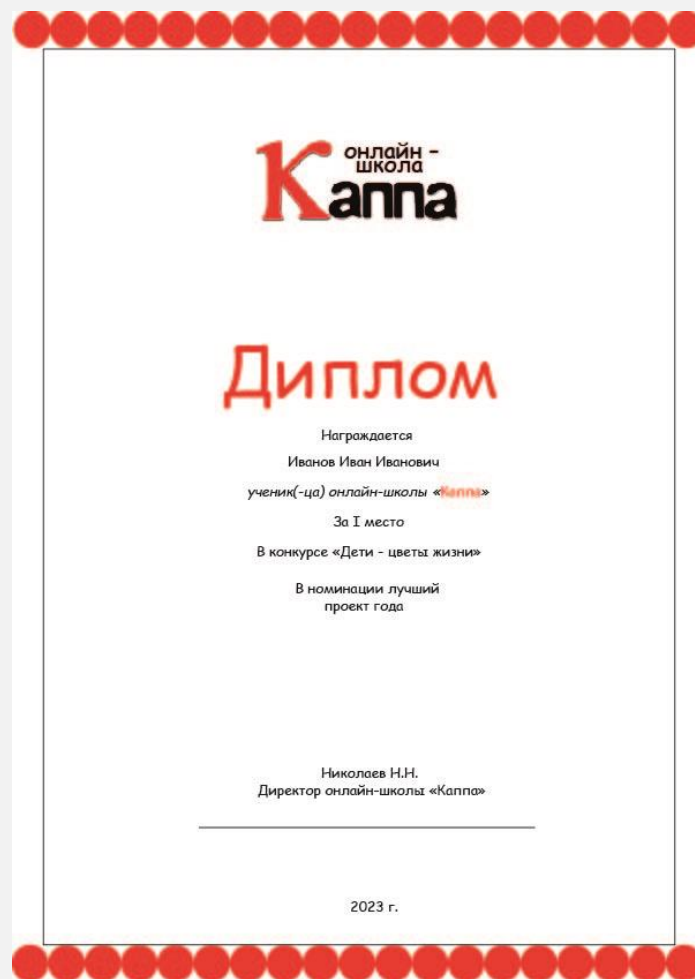 онлайн -
школа
Каппа
Диплом
Награждается
Иванов Иван Иванович
ученик(-ца) онлайн-школы «Каппа»
За I место
В конкурсе «Дети - цветы жизни»
В номинации лучший
проект года
Николаев Н.Н.
Директор онлайн-школы «Каппа»
2023 г.